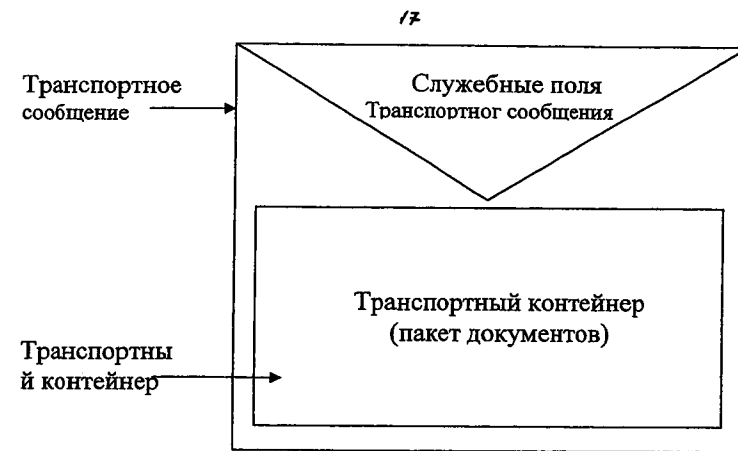 17
Транспортное
сообщение
Служебные поля
Транспортног сообщения
Транспортный контейнер
(пакет документов)
Транспортны
й контейнер